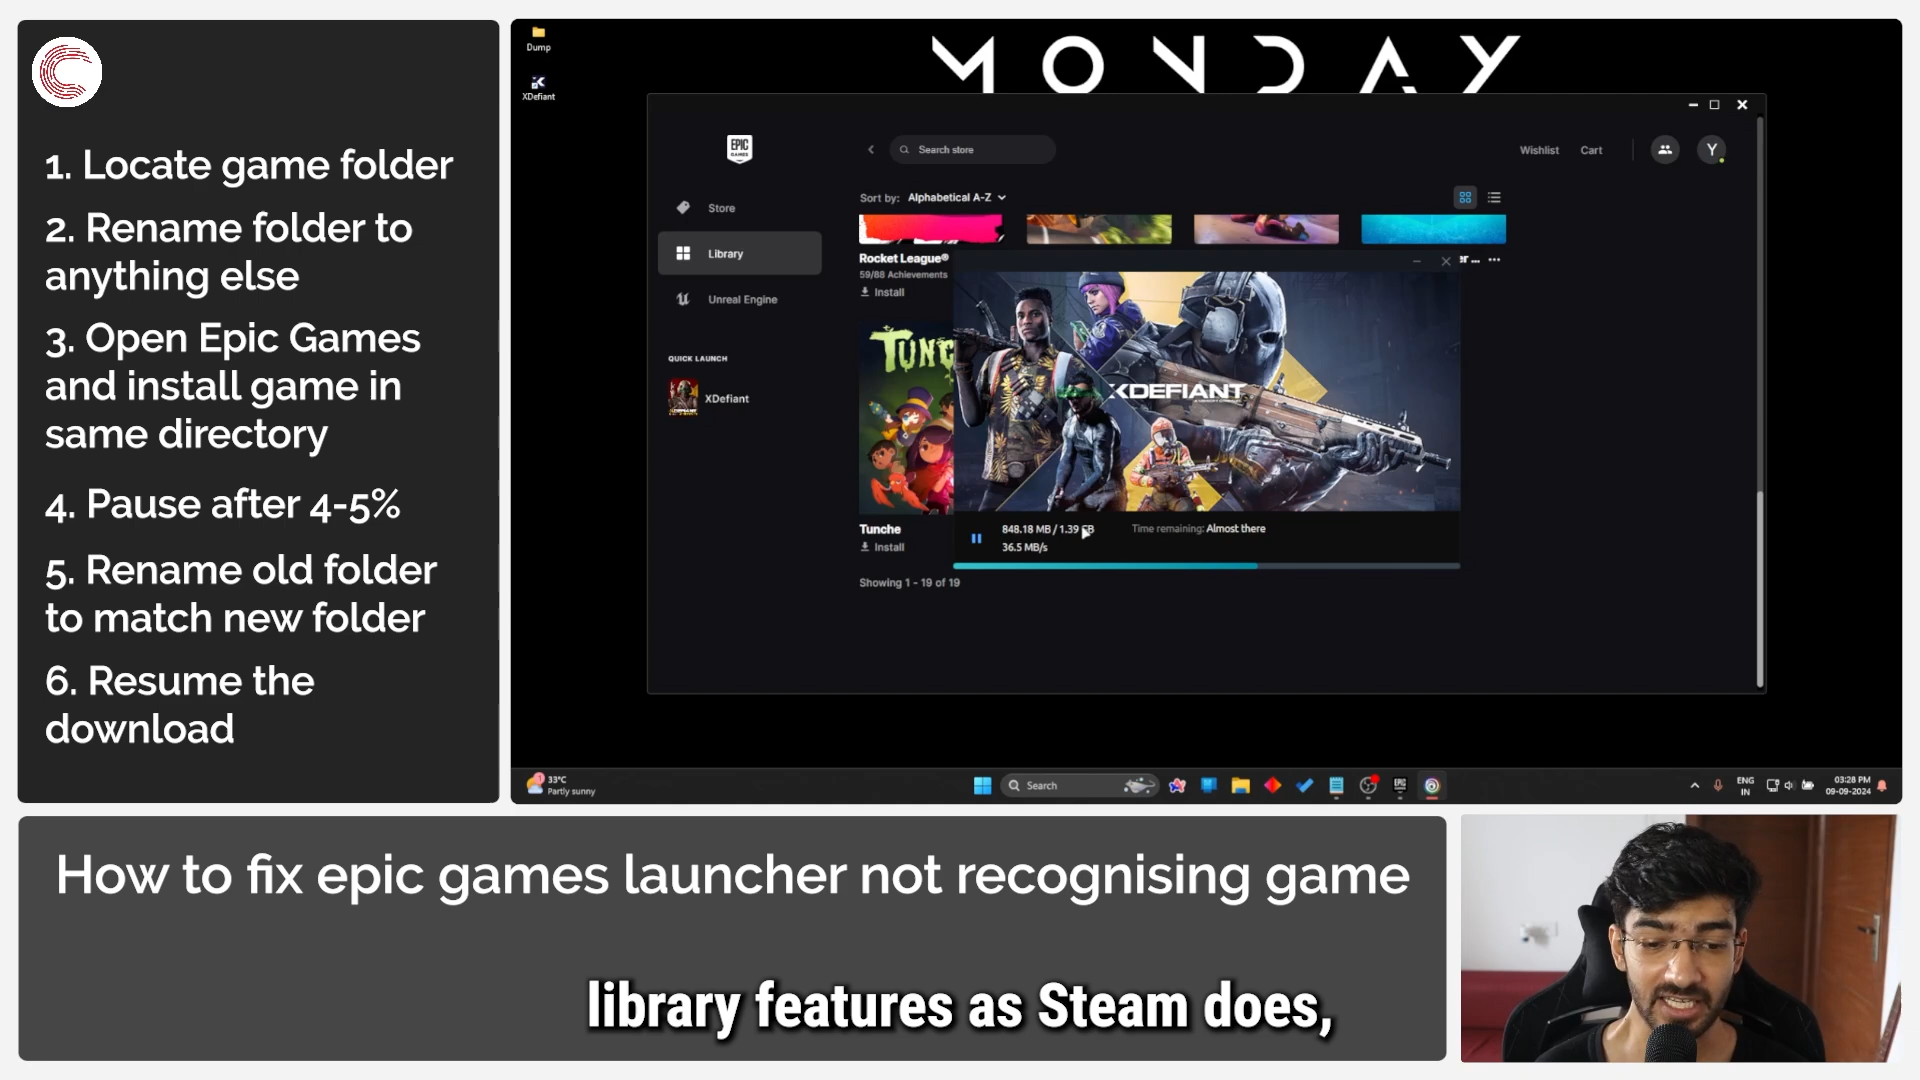 1. Locate game folder
2. Rename folder to
anything else
3. Open Epic Games
and install game in
same directory
4. Pause after 4-5%
5. Rename old folder
to match new folder
6. Resume the
download
Dump
XDefiant
MONDAY
EPIC
GAMES
Search store
Wishlist
Cart
Y
Store
Library
Unreal Engine
QUICK LAUNCH
XDefiant
Sort by: Alphabetical A-Z
Rocket League®
59/88 Achievements
Install
er ...
XDEFIANT
TUNC
Tunche
Install
848.18 MB / 1.39 GB
36.5 MB/s
Time remaining: Almost there
Showing 1 - 19 of 19
33°C
Partly sunny
Search
ENG
IN
03:28 PM
09-09-2024
How to fix epic games launcher not recognising game
library features as Steam does,